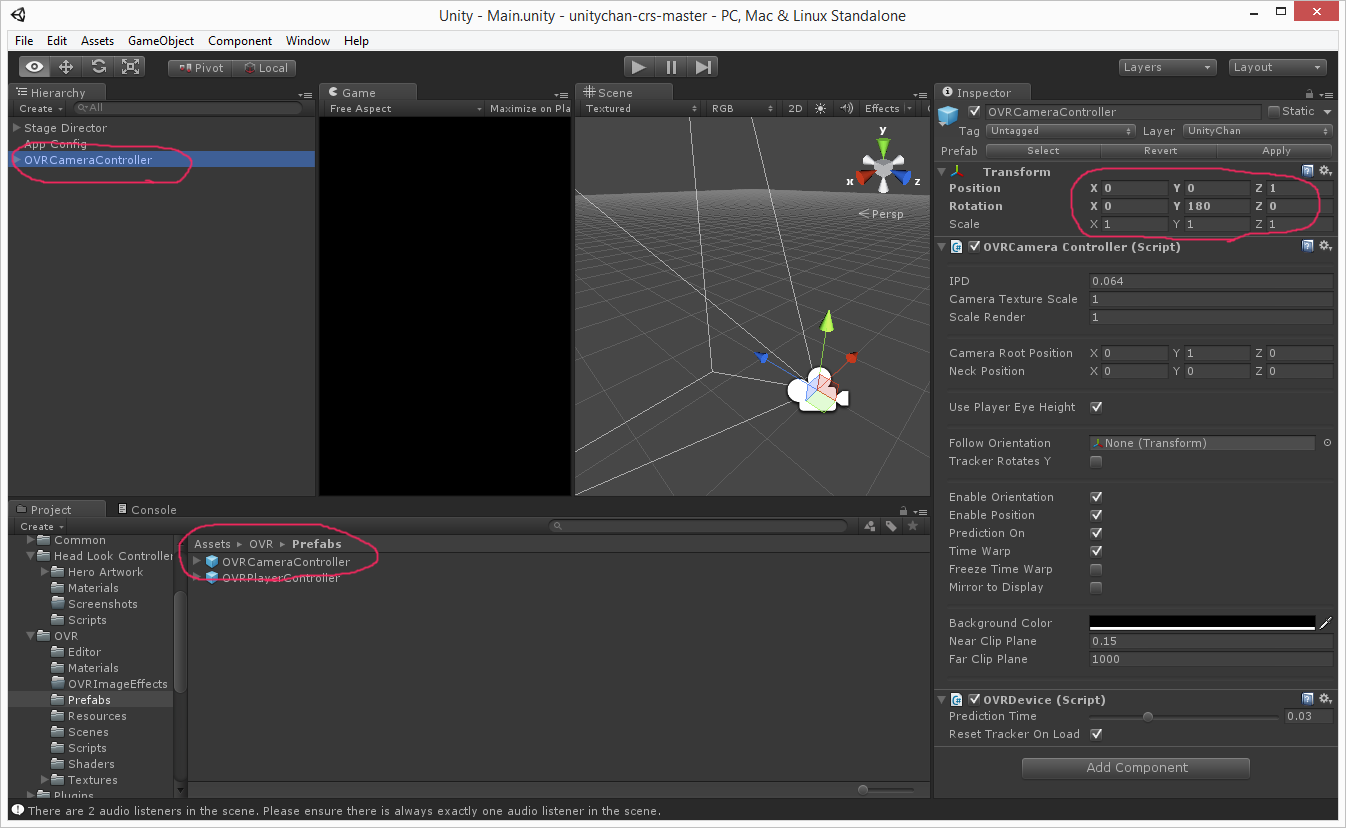 Unity - Main.unity - unitychan-crs-master - PC, Mac & Linux Standalone
File Edit Assets GameObject Component Window Help
Pivot Local
Layers Layout
Hierarchy
Create All
Stage Director
App Config
OVRCameraController
Game
Free Aspect Maximize on Pla
Scene
Textured RGB 2D Effects
y
x z
Persp
Inspector
OVRCameraController Static
Tag Untagged Layer UnityChan
Prefab Select Revert Apply
Transform
Position X 0 Y 0 Z 1
Rotation X 0 Y 180 Z 0
Scale X 1 Y 1 Z 1
OVRCamera Controller (Script)
IPD 0.064
Camera Texture Scale 1
Scale Render 1
Camera Root Position X 0 Y 1 Z 0
Neck Position X 0 Y 0 Z 0
Use Player Eye Height
Follow Orientation None (Transform)
Tracker Rotates Y
Enable Orientation
Enable Position
Prediction On
Time Warp
Freeze Time Warp
Mirror to Display
Background Color
Near Clip Plane 0.15
Far Clip Plane 1000
OVRDevice (Script)
Prediction Time 0.03
Reset Tracker On Load
Add Component
Project Console
Create
Common
Head Look Controller
Hero Artwork
Materials
Screenshots
Scripts
OVR
Editor
Materials
OVRImageEffects
Prefabs
Resources
Scenes
Scripts
Shaders
Textures
Plugins
Assets OVR Prefabs
OVRCameraController
OVRPlayerController
There are 2 audio listeners in the scene. Please ensure there is always exactly one audio listener in the scene.